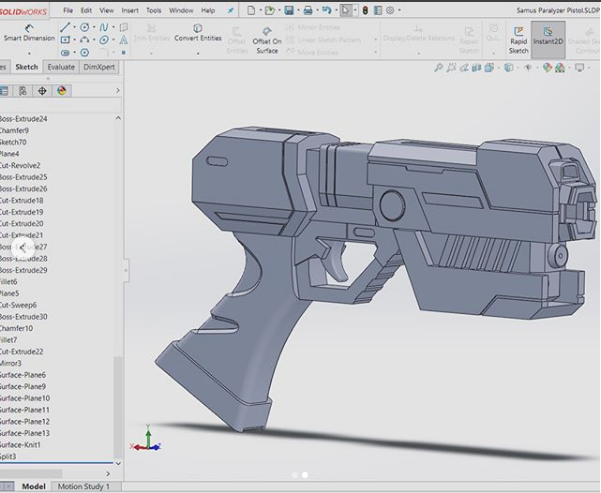 SOLIDWORKS File Edit View Insert Tools Window Help Samus Paralyzer Pistol.SLDP
Smart Dimension
Trim Entities
Convert Entities
Offset Entities
Offset On Surface
Mirror Entities
Linear Sketch Pattern
Move Entities
Display/Delete Relations
Repair Sketch
Quic..
Rapid Sketch
Instant2D
Shaded Sketch
es Sketch Evaluate DimXpert
Boss-Extrude24
Chamfer9
Sketch70
Plane4
Cut-Revolve2
Boss-Extrude25
Boss-Extrude26
Cut-Extrude18
Cut-Extrude19
Cut-Extrude20
Cut-Extrude21
Boss-Extrude27
Boss-Extrude28
Boss-Extrude29
Fillet6
Plane5
Cut-Sweep6
Boss-Extrude30
Chamfer10
Fillet7
Cut-Extrude22
Mirror3
Surface-Plane6
Surface-Plane9
Surface-Plane10
Surface-Plane11
Surface-Plane12
Surface-Plane13
Surface-Knit1
Split3
Y
X
Z
Model Motion Study 1